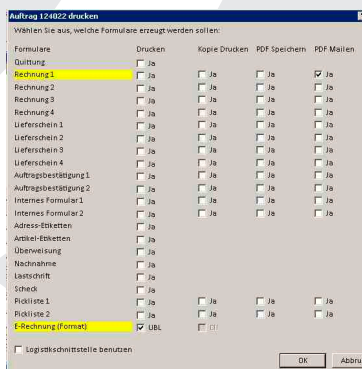 Auftrag 124022 drucken
Wählen Sie aus, welche Formulare erzeugt werden sollen:
Formulare Drucken Kopie Drucken PDF Speichern PDF Mailen
Quittung Ja
Rechnung 1 Ja Ja Ja Ja
Rechnung 2 Ja Ja Ja Ja
Rechnung 3 Ja Ja Ja Ja
Rechnung 4 Ja Ja Ja Ja
Lieferschein 1 Ja Ja Ja Ja
Lieferschein 2 Ja Ja Ja Ja
Lieferschein 3 Ja Ja Ja Ja
Lieferschein 4 Ja Ja Ja Ja
Auftragsbestätigung 1 Ja Ja Ja Ja
Auftragsbestätigung 2 Ja Ja Ja Ja
Internes Formular 1 Ja Ja Ja Ja
Internes Formular 2 Ja Ja Ja Ja
Adress-Etiketten Ja
Artikel-Etiketten Ja
Überweisung Ja
Nachnahme Ja
Lastschrift Ja
Scheck Ja
Pickliste 1 Ja Ja Ja Ja
Pickliste 2 Ja Ja Ja Ja
E-Rechnung (Format) UBL
Logistikschnittstelle benutzen
OK Abbru